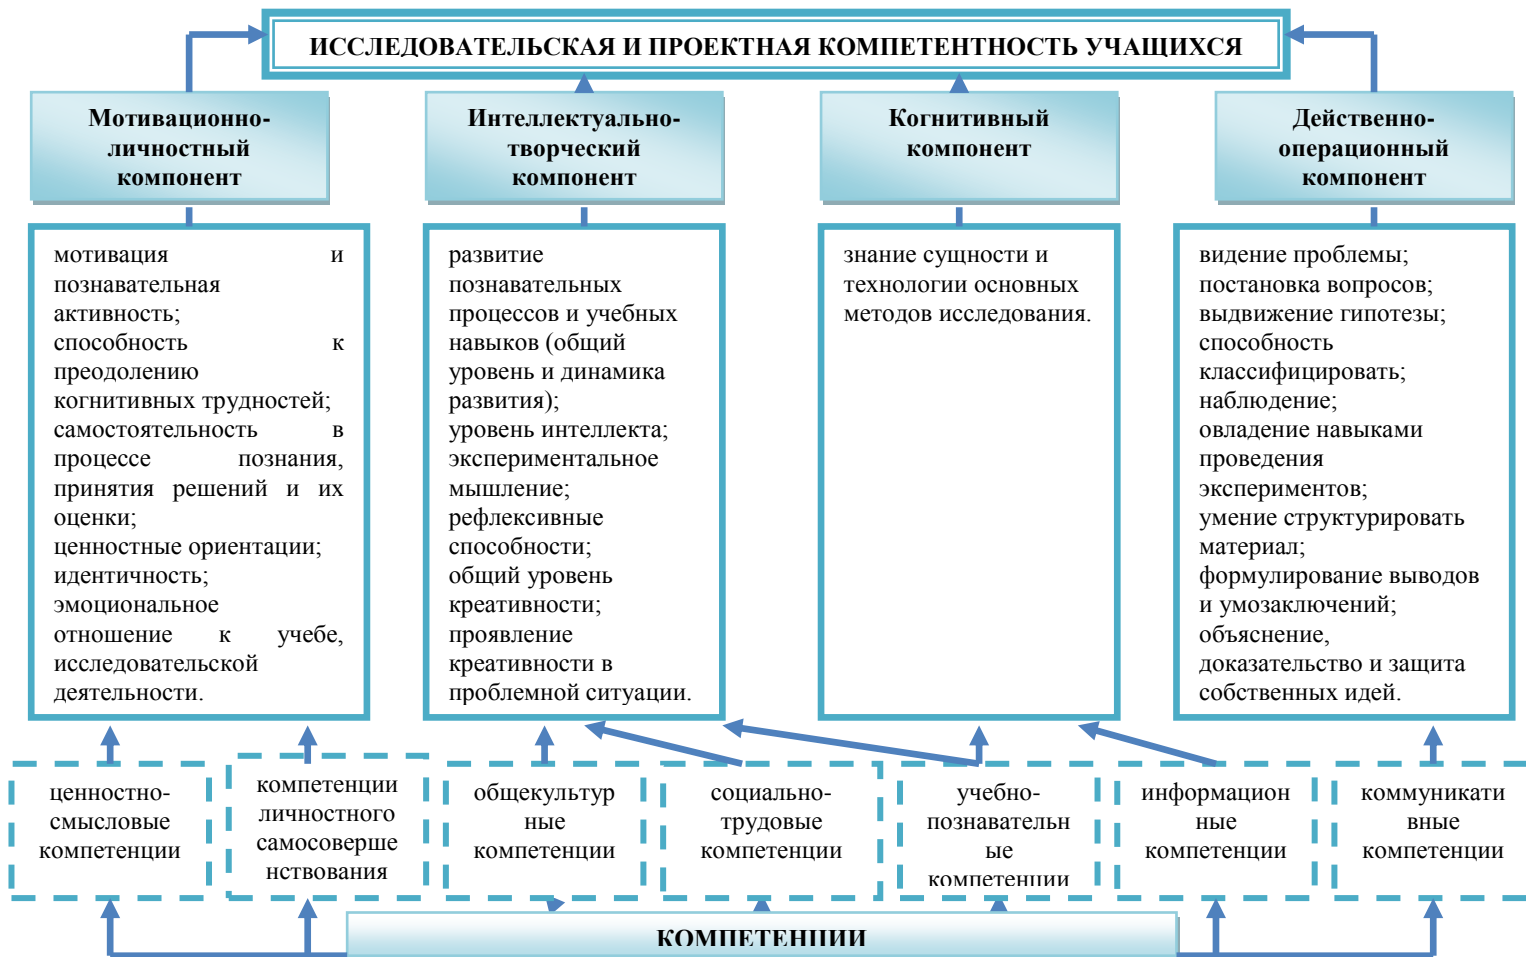 ИССЛЕДОВАТЕЛЬСКАЯ И ПРОЕКТНАЯ КОМПЕТЕНТНОСТЬ УЧАЩИХСЯ
Мотивационно-
личностный
компонент
Интеллектуально-
творческий
компонент
Когнитивный
компонент
Действенно-
операционный
компонент
мотивация и
познавательная
активность;
способность к
преодолению
когнитивных трудностей;
самостоятельность в
процессе познания,
принятия решений и их
оценки;
ценностные ориентации;
идентичность;
эмоциональное
отношение к учебе,
исследовательской
деятельности.
развитие
познавательных
процессов и учебных
навыков (общий
уровень и динамика
развития);
уровень интеллекта;
экспериментальное
мышление;
рефлексивные
способности;
общий уровень
креативности;
проявление
креативности в
проблемной ситуации.
знание сущности и
технологии основных
методов исследования.
видение проблемы;
постановка вопросов;
выдвижение гипотезы;
способность
классифицировать;
наблюдение;
овладение навыками
проведения
экспериментов;
умение структурировать
материал;
формулирование выводов
и умозаключений;
объяснение,
доказательство и защита
собственных идей.
ценностно-
смысловые
компетенции
компетенции
личностного
самосоверше
нствования
общекультур
ные
компетенции
социально-
трудовые
компетенции
учебно-
познавательн
ые
компетенции
информацион
ные
компетенции
коммуникати
вные
компетенции
КОМПЕТЕНЦИИ